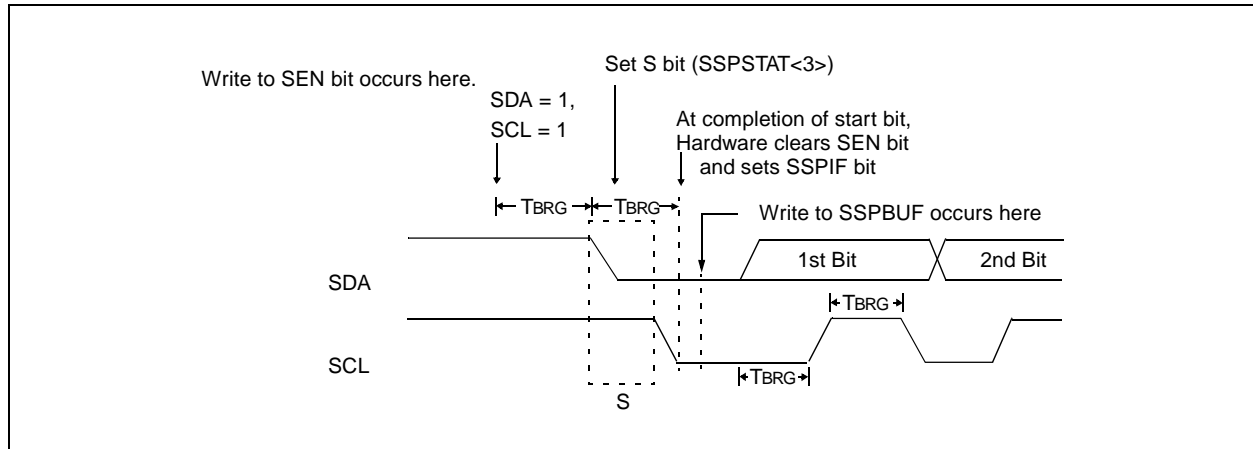 Write to SEN bit occurs here.
Set S bit (SSPSTAT<3>)
SDA = 1,
SCL = 1
At completion of start bit,
Hardware clears SEN bit
and sets SSPIF bit
TBRG TBRG
Write to SSPBUF occurs here
SDA
1st Bit 2nd Bit
TBRG
SCL
TBRG
S